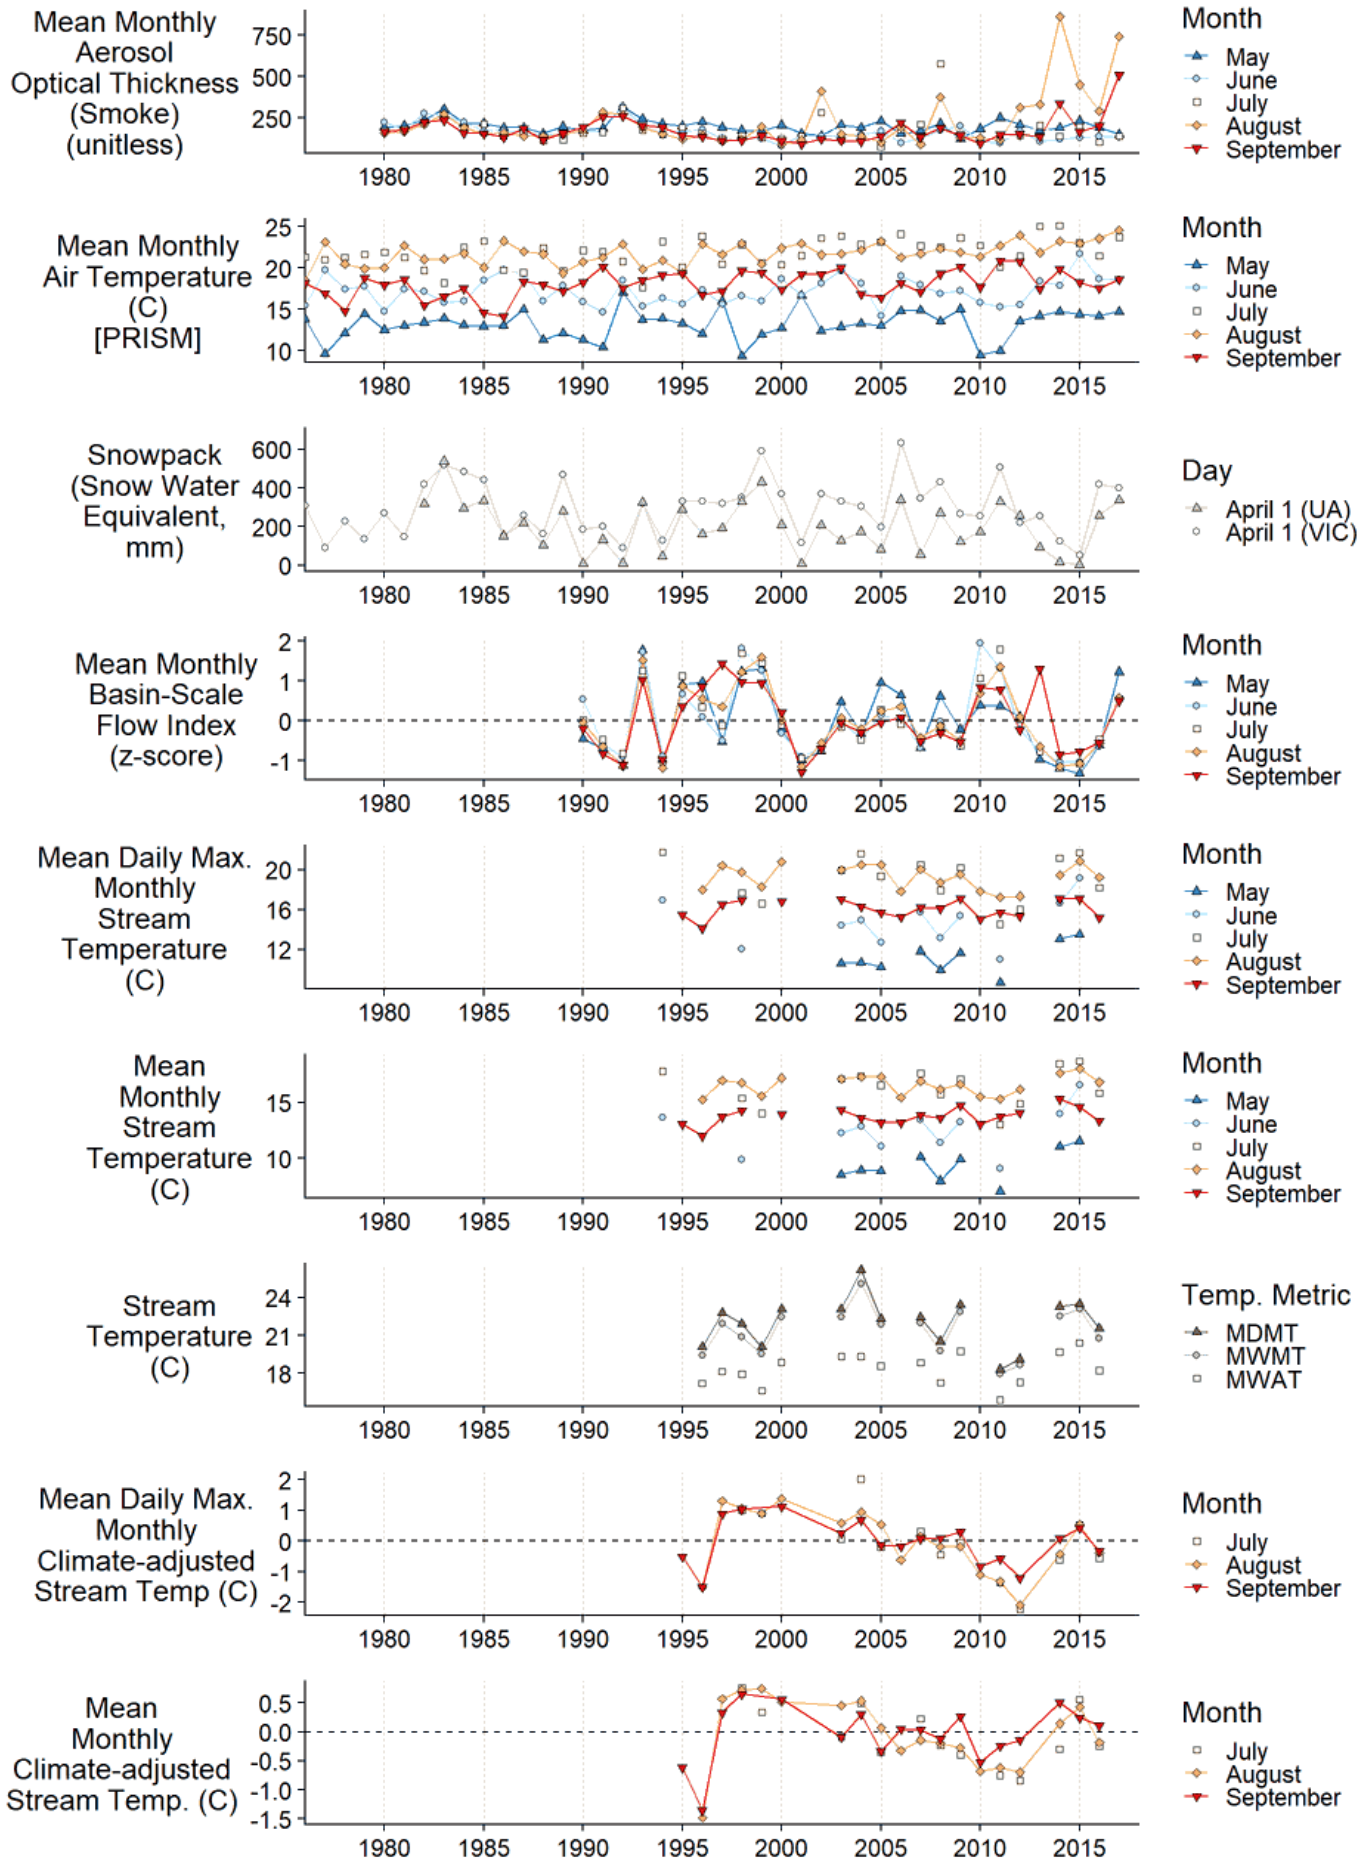 Mean Monthly
Aerosol
Optical Thickness
(Smoke)
(unitless)
750
500
250
1980 1985 1990 1995 2000 2005 2010 2015
Month
May
June
July
August
September
Mean Monthly
Air Temperature
(C)
[PRISM]
25
20
15
10
1980 1985 1990 1995 2000 2005 2010 2015
Month
May
June
July
August
September
Snowpack
(Snow Water
Equivalent,
mm)
600
400
200
0
1980 1985 1990 1995 2000 2005 2010 2015
Day
April 1 (UA)
April 1 (VIC)
Mean Monthly
Basin-Scale
Flow Index
(z-score)
2
1
0
-1
1980 1985 1990 1995 2000 2005 2010 2015
Month
May
June
July
August
September
Mean Daily Max.
Monthly
Stream
Temperature
(C)
20
16
12
1980 1985 1990 1995 2000 2005 2010 2015
Month
May
June
July
August
September
Mean
Monthly
Stream
Temperature
(C)
15
10
1980 1985 1990 1995 2000 2005 2010 2015
Month
May
June
July
August
September
Stream
Temperature
(C)
24
21
18
1980 1985 1990 1995 2000 2005 2010 2015
Temp. Metric
MDMT
MWMT
MWAT
Mean Daily Max.
Monthly
Climate-adjusted
Stream Temp (C)
2
1
0
-1
-2
1980 1985 1990 1995 2000 2005 2010 2015
Month
July
August
September
Mean
Monthly
Climate-adjusted
Stream Temp. (C)
0.5
0.0
-0.5
-1.0
-1.5
1980 1985 1990 1995 2000 2005 2010 2015
Month
July
August
September